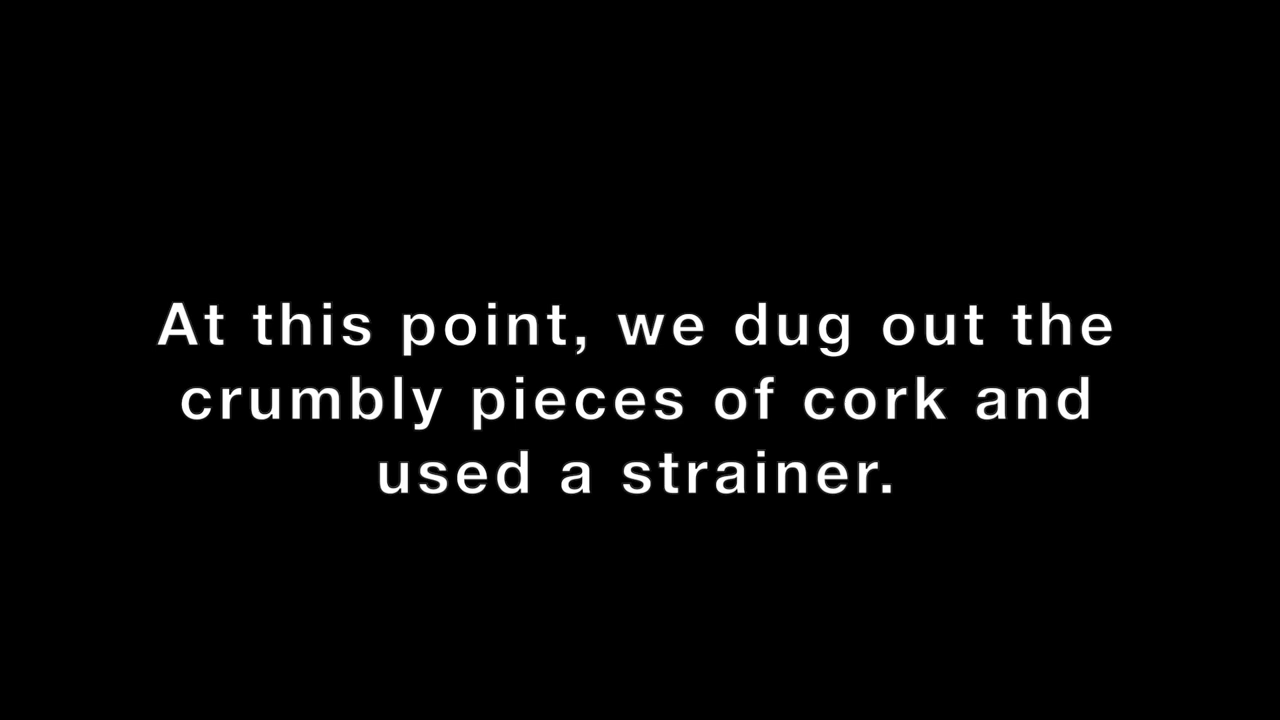 At this point, we dug out the
crumbly pieces of cork and
used a strainer.